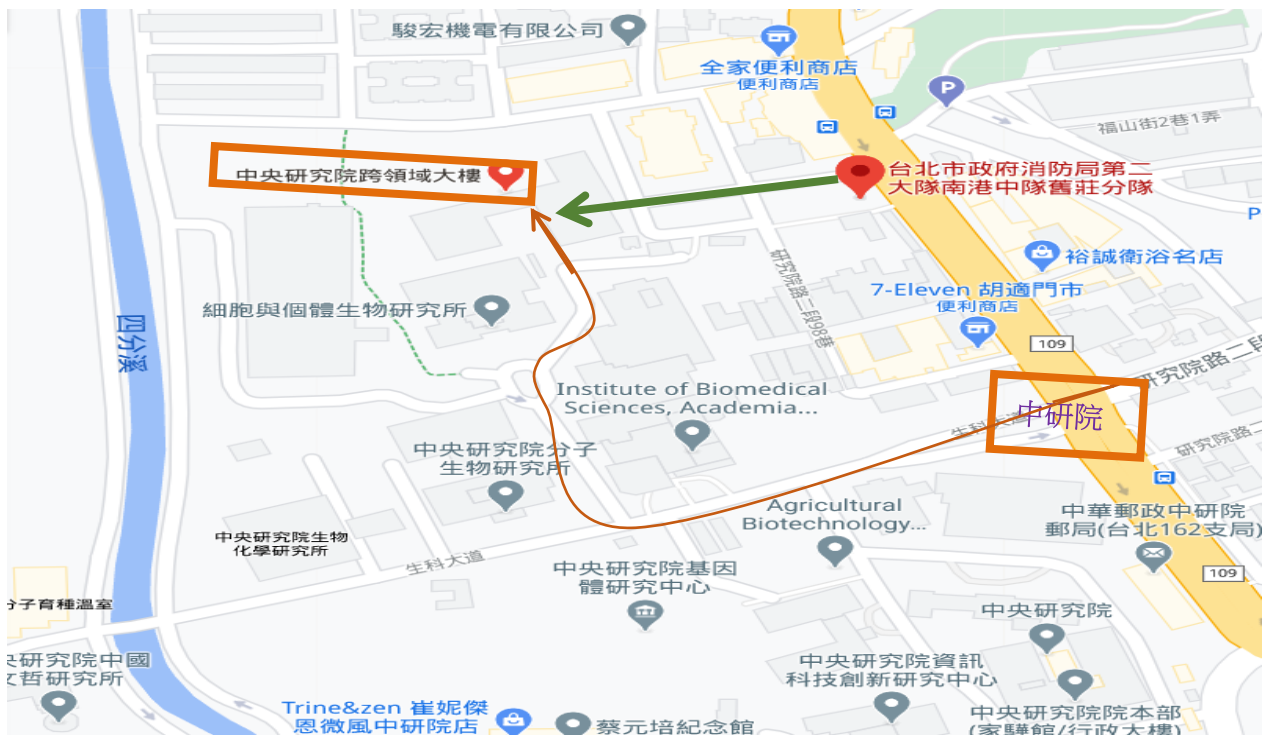 駿宏機電有限公司
全家便利商店
便利商店
P
福山街2巷1弄
中央研究院跨領域大樓
台北市政府消防局第二
大隊南港中隊舊莊分隊
P
裕誠衛浴名店
研究院路二段98巷
7-Eleven 胡適門市
便利商店
細胞與個體生物研究所
四分溪
109
研究院路二段
Institute of Biomedical
Sciences, Academia...
中研院
生科大道
研究院路二
中央研究院分子
生物研究所
Agricultural
Biotechnology...
中華郵政中研院
郵局(台北162支局)
中央研究院生物
化學研究所
生科大道
中央研究院基因
體研究中心
109
分子育種溫室
中央研究院
央研究院中國
文哲研究所
中央研究院資訊
科技創新研究中心
Trine&zen 崔妮傑
恩微風中研院店
蔡元培紀念館
中央研究院院本部
(家驊館/行政大樓)